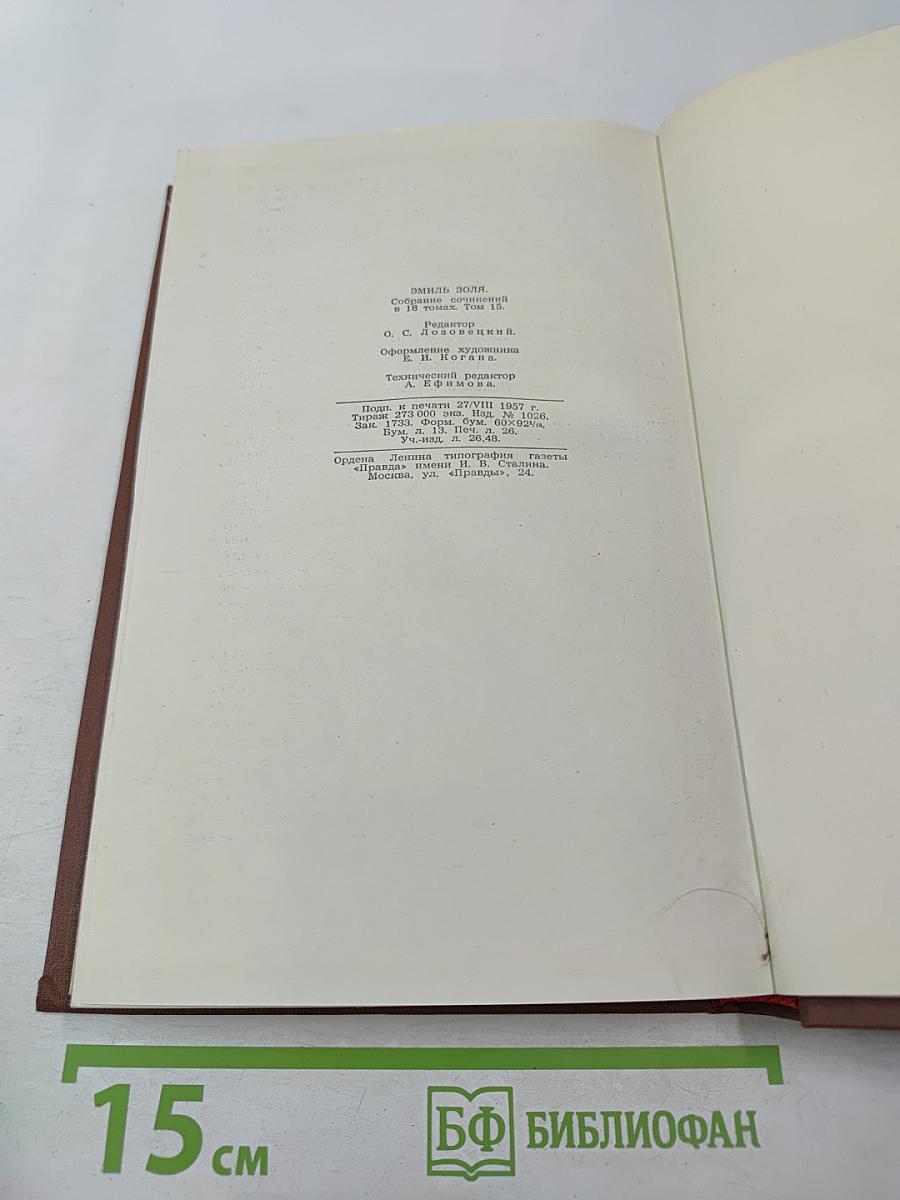 ЭМИЛЬ ЗОЛЯ.
Собрание сочинений
в 18 томах. Том 15.
Редактор
О. С. Лозовецкий.
Оформление художника
Е. И. Когана.
Технический редактор
А. Ефимова.
Подп. к печати 27/VIII 1957 г.
Тираж 273 000 экз. Изд. № 1026.
Зак. 1733. Форм. бум. 60×92¹/₁₆.
Бум. л. 13. Печ. л. 26.
Уч.-изд. л. 26,48.
Ордена Ленина типография газеты
«Правда» имени И. В. Сталина.
Москва, ул. «Правды», 24.
15 см
БФ БИБЛИОФАН